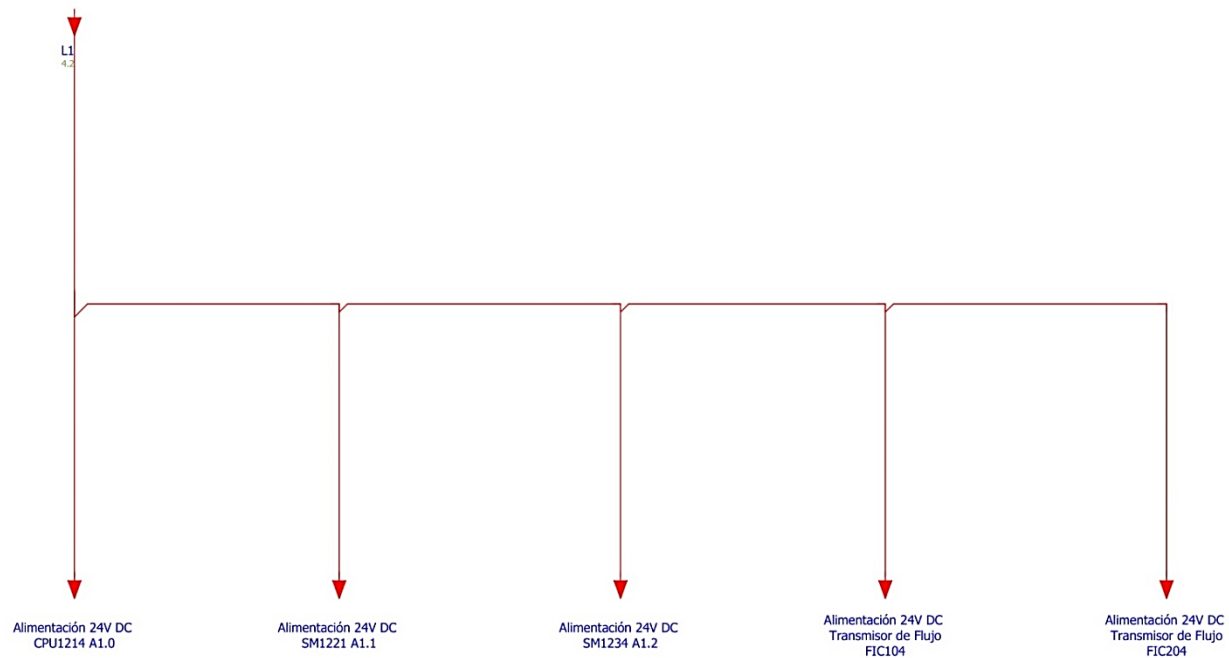 L1
4.2
Alimentación 24V DC
CPU1214 A1.0
Alimentación 24V DC
SM1221 A1.1
Alimentación 24V DC
SM1234 A1.2
Alimentación 24V DC
Transmisor de Flujo
FIC104
Alimentación 24V DC
Transmisor de Flujo
FIC204